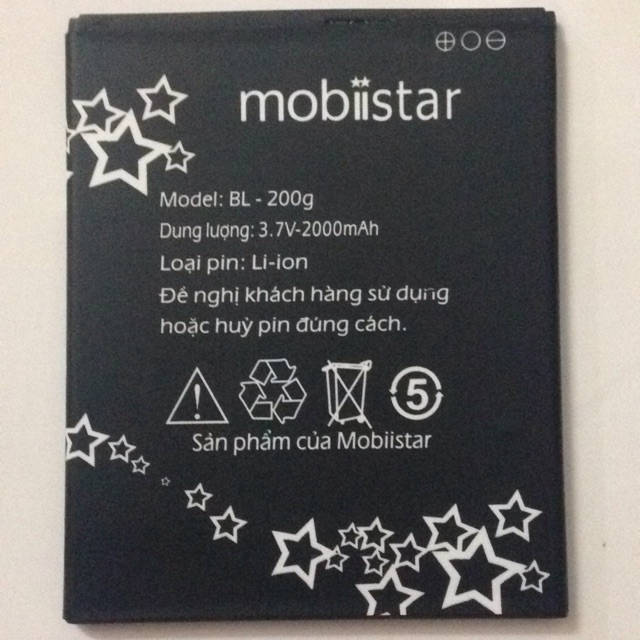 mobiistar
Model: BL - 200g
Dung lượng: 3.7V-2000mAh
Loại pin: Li-ion
Đề nghị khách hàng sử dụng
hoặc huỷ pin đúng cách.
5
Sản phẩm của Mobiistar